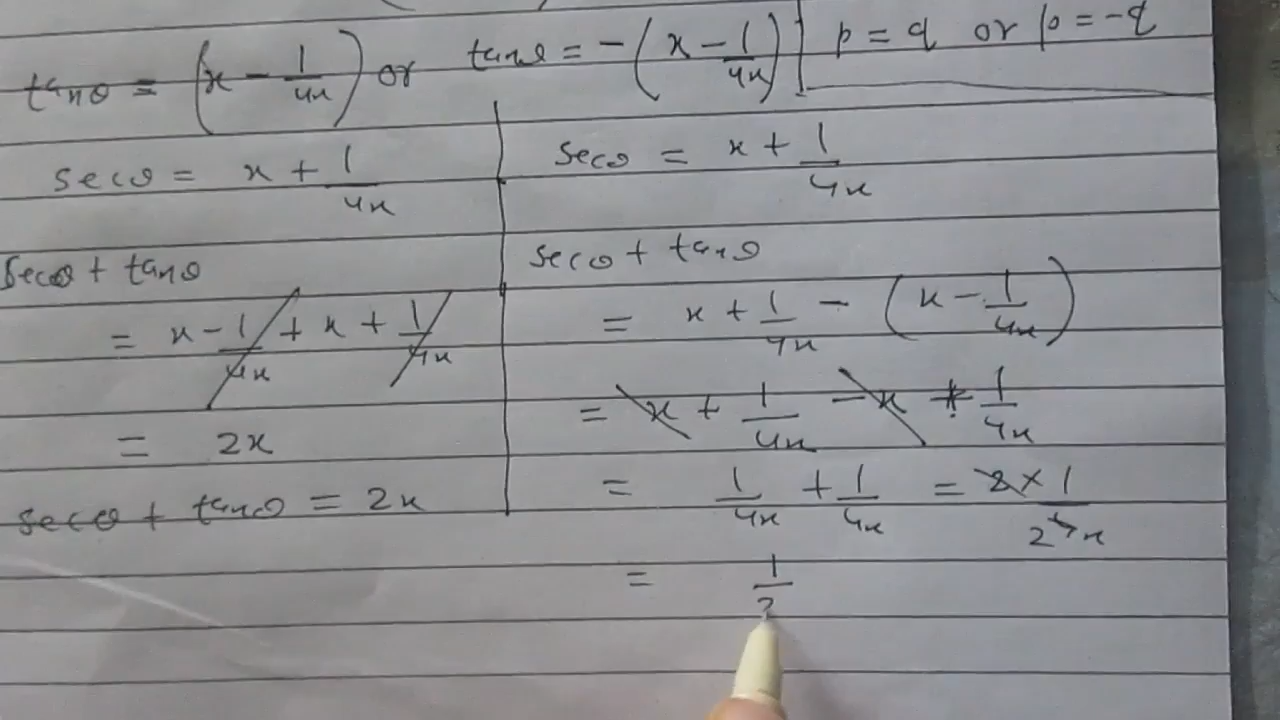 tanθ = (x - 1/4x) or tanθ = -(x - 1/4x) p = q or p = -q
secθ = x + 1/4x
secθ + tanθ
= x - 1/4x + x + 1/4x
= 2x
secθ + tanθ = 2x
secθ = x + 1/4x
secθ + tanθ
= x + 1/4x - (x - 1/4x)
= x + 1/4x - x + 1/4x
= 1/4x + 1/4x = 2 × 1/4x 2
= 1/2